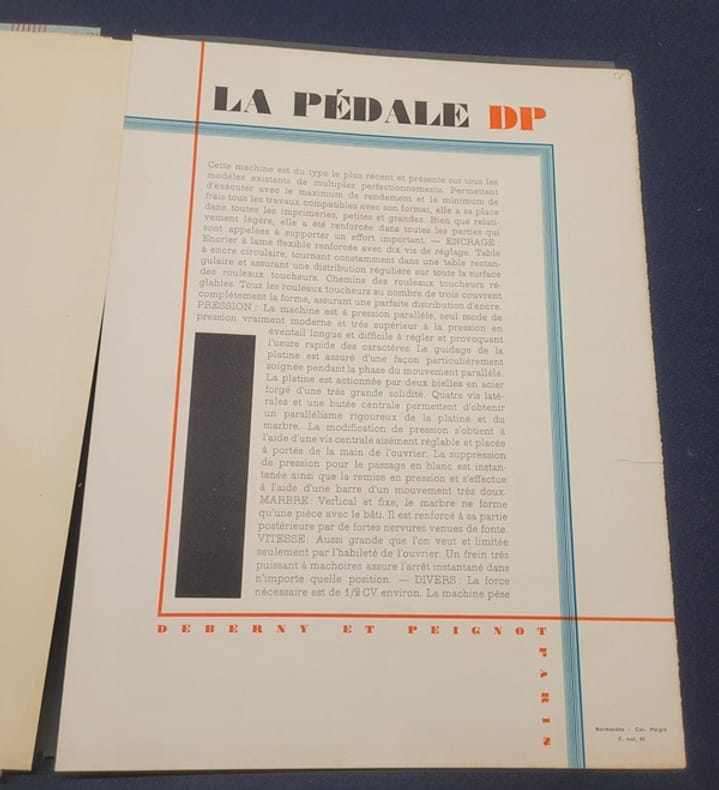 LA PÉDALE DP
Cette machine est du type le plus récent et présente sur tous les
modèles existants de multiples perfectionnements. Permettant
d'exécuter avec le maximum de rendement et le minimum de
frais tous les travaux compatibles avec son format, elle a sa place
dans toutes les imprimeries, petites et grandes. Bien que relati-
vement légère, elle a été renforcée dans toutes les parties qui
sont appelées à supporter un effort important. — ENCRAGE :
Encrier à lame flexible renforcée avec dix vis de réglage. Table
à encre circulaire, tournant constamment dans une table rectan-
gulaire et assurant une distribution régulière sur toute la surface
des rouleaux toucheurs. Chemins des rouleaux toucheurs ré-
glables. Tous les rouleaux toucheurs au nombre de trois couvrent
complètement la forme, assurant une parfaite distribution d'encre.
PRESSION : La machine est à pression parallèle, seul mode de
pression vraiment moderne et très supérieur à la pression en
éventail longue et difficile à régler et provoquant
l'usure rapide des caractères. Le guidage de la
platine est assuré d'une façon particulièrement
soignée pendant la phase du mouvement parallèle.
La platine est actionnée par deux bielles en acier
forgé d'une très grande solidité. Quatre vis laté-
rales et une butée centrale permettent d'obtenir
un parallélisme rigoureux de la platine et du
marbre. La modification de pression s'obtient à
l'aide d'une vis centrale aisément réglable et placée
à portée de la main de l'ouvrier. La suppression
de pression pour le passage en blanc est instan-
tanée ainsi que la remise en pression et s'effectue
à l'aide d'une barre d'un mouvement très doux.
MARBRE : Vertical et fixe, le marbre ne forme
qu'une pièce avec le bâti. Il est renforcé à sa partie
postérieure par de fortes nervures venues de fonte.
VITESSE : Aussi grande que l'on veut et limitée
seulement par l'habileté de l'ouvrier. Un frein très
puissant à machoires assure l'arrêt instantané dans
n'importe quelle position. — DIVERS : La force
nécessaire est de 1/2 CV environ. La machine pèse
DEBERNY ET PEIGNOT
PARIS
Normandes - Car. Maigre
F. mat, 61